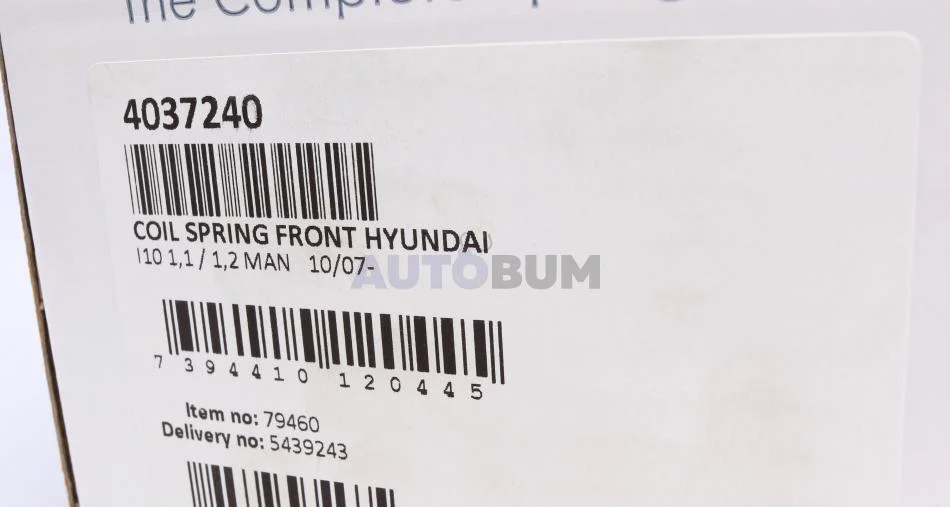 The
4037240
COIL SPRING FRONT HYUNDAI
I10 1,1 / 1,2 MAN 10/07-
AUTOBUM
7 394410 120445
Item no: 79460
Delivery no: 5439243